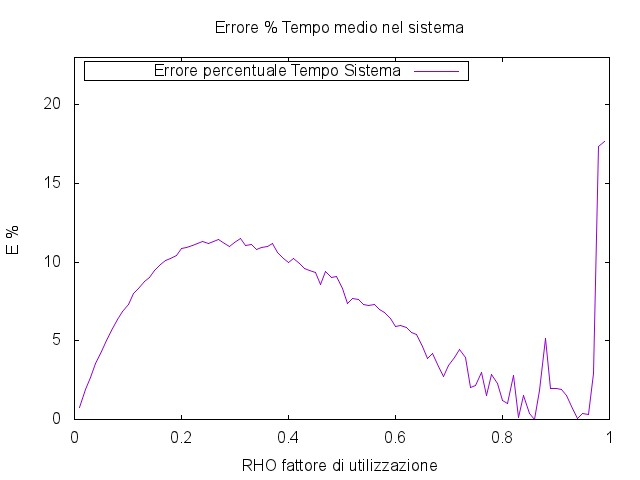 Errore % Tempo medio nel sistema
Errore percentuale Tempo Sistema
20
15
10
5
0
E %
0 0.2 0.4 0.6 0.8 1
RHO fattore di utilizzazione